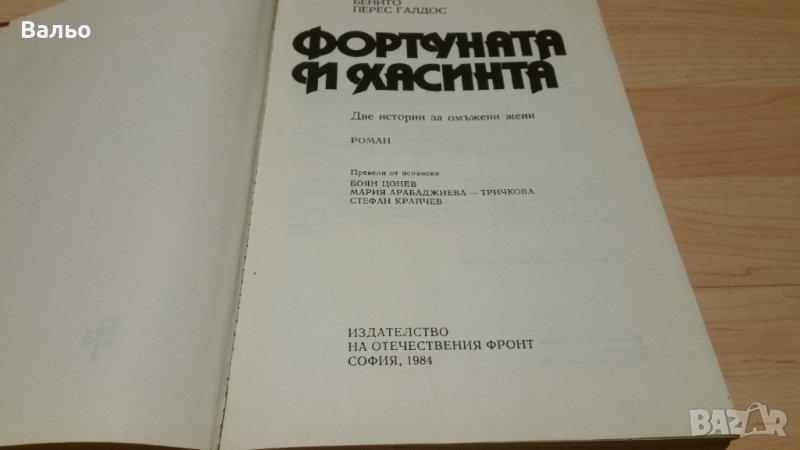 Вальо
БЕНИТО
ПЕРЕС ГАЛДОС
ФОРТУНАТА
И ХАСИНТА
Две истории за омъжени жени
РОМАН
Превели от испански
БОЯН ЦОНЕВ
МАРИЯ АРАБАДЖИЕВА – ТРИЧКОВА
СТЕФАН КРАЙЧЕВ
ИЗДАТЕЛСТВО
НА ОТЕЧЕСТВЕНИЯ ФРОНТ
СОФИЯ, 1984
BAZAR